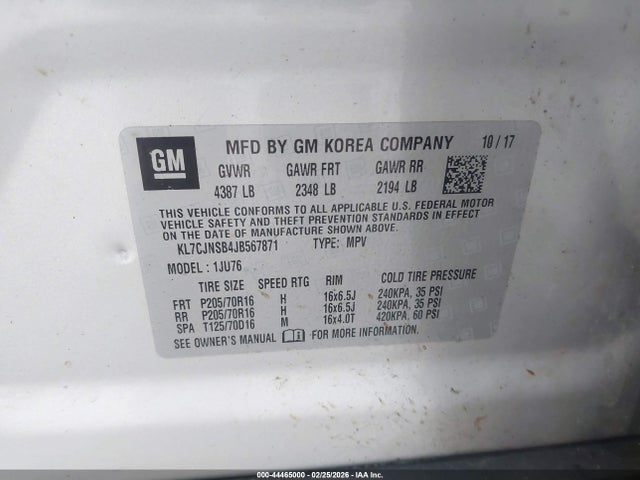 GM MFD BY GM KOREA COMPANY 10/17
GVWR GAWR FRT GAWR RR
4387 LB 2348 LB 2194 LB
THIS VEHICLE CONFORMS TO ALL APPLICABLE U.S. FEDERAL MOTOR
VEHICLE SAFETY AND THEFT PREVENTION STANDARDS IN EFFECT
ON THE DATE OF MANUFACTURE SHOWN ABOVE.
KL7CJNSB4JB567871 TYPE: MPV
MODEL: 1JU76
TIRE SIZE SPEED RTG RIM COLD TIRE PRESSURE
FRT P205/70R16 H 16x6.5J 240KPA, 35 PSI
RR P205/70R16 H 16x6.5J 240KPA, 35 PSI
SPA T125/70D16 M 16x4.0T 420KPA, 60 PSI
SEE OWNER'S MANUAL FOR MORE INFORMATION.
000-44465000 - 02/25/2026 - IAA Inc.